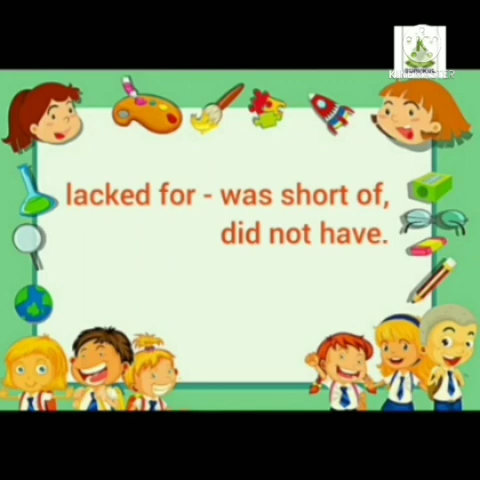 lacked for - was short of,
did not have.